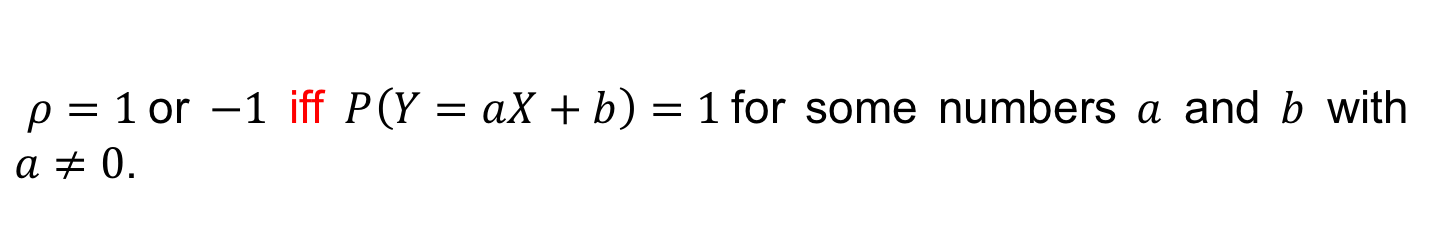 ρ = 1 or −1 iff P(Y = aX + b) = 1 for some numbers a and b with
a ≠ 0.